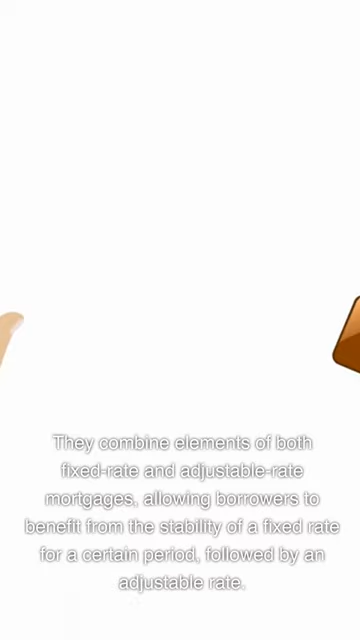 They combine elements of both
fixed-rate and adjustable-rate
mortgages, allowing borrowers to
benefit from the stability of a fixed rate
for a certain period, followed by an
adjustable rate.